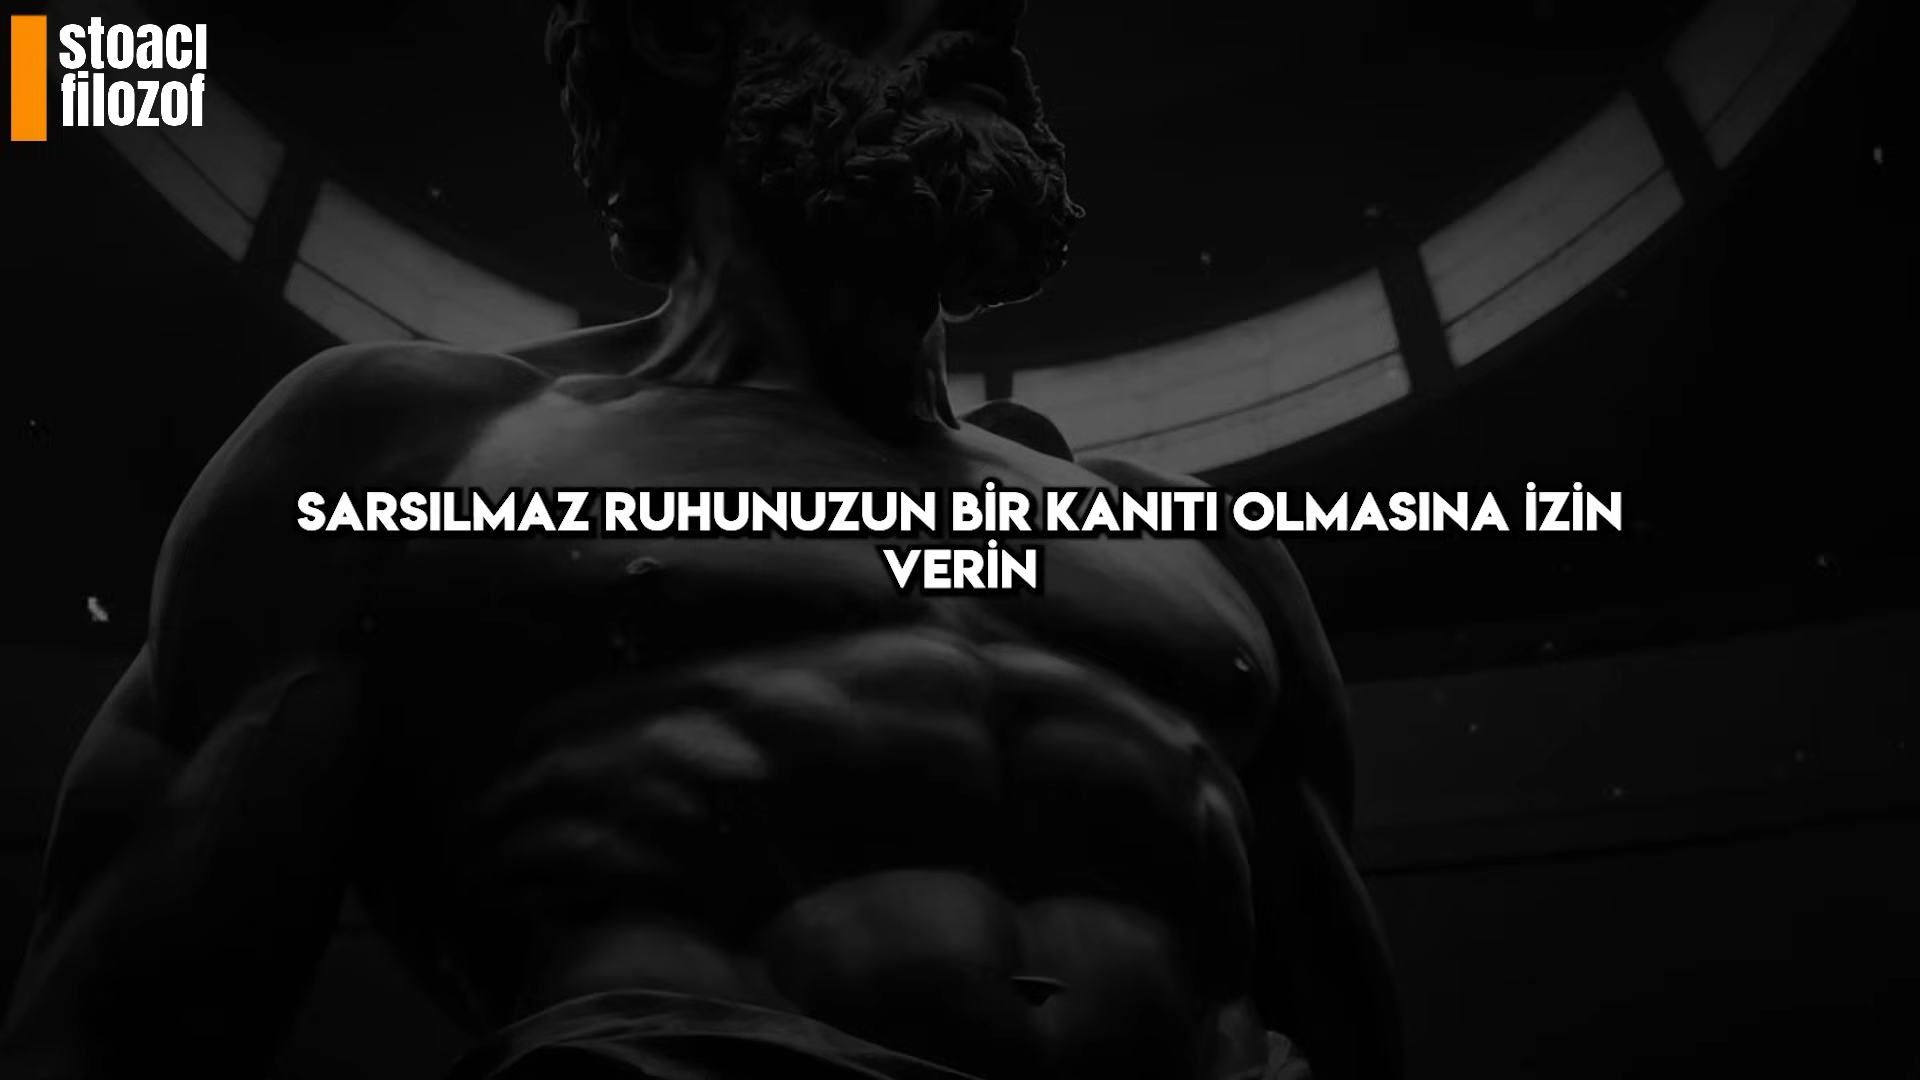 stoacı
filozof
SARSILMAZ RUHUNUZUN BİR KANITI OLMASINA İZİN
VERİN